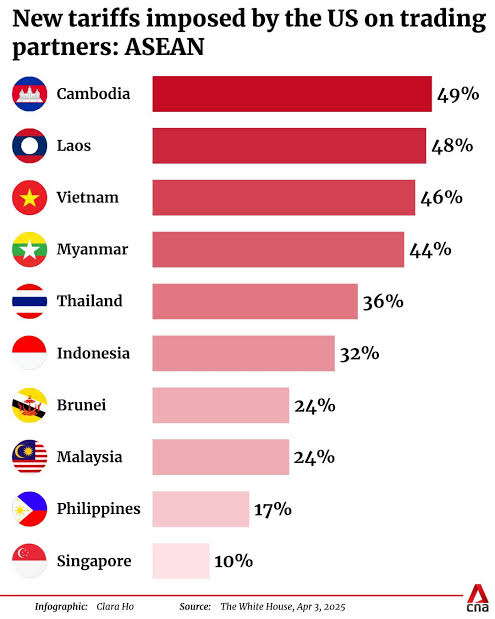 New tariffs imposed by the US on trading
partners: ASEAN
Cambodia 49%
Laos 48%
Vietnam 46%
Myanmar 44%
Thailand 36%
Indonesia 32%
Brunei 24%
Malaysia 24%
Philippines 17%
Singapore 10%
Infographic: Clara Ho Source: The White House, Apr 3, 2025
cna